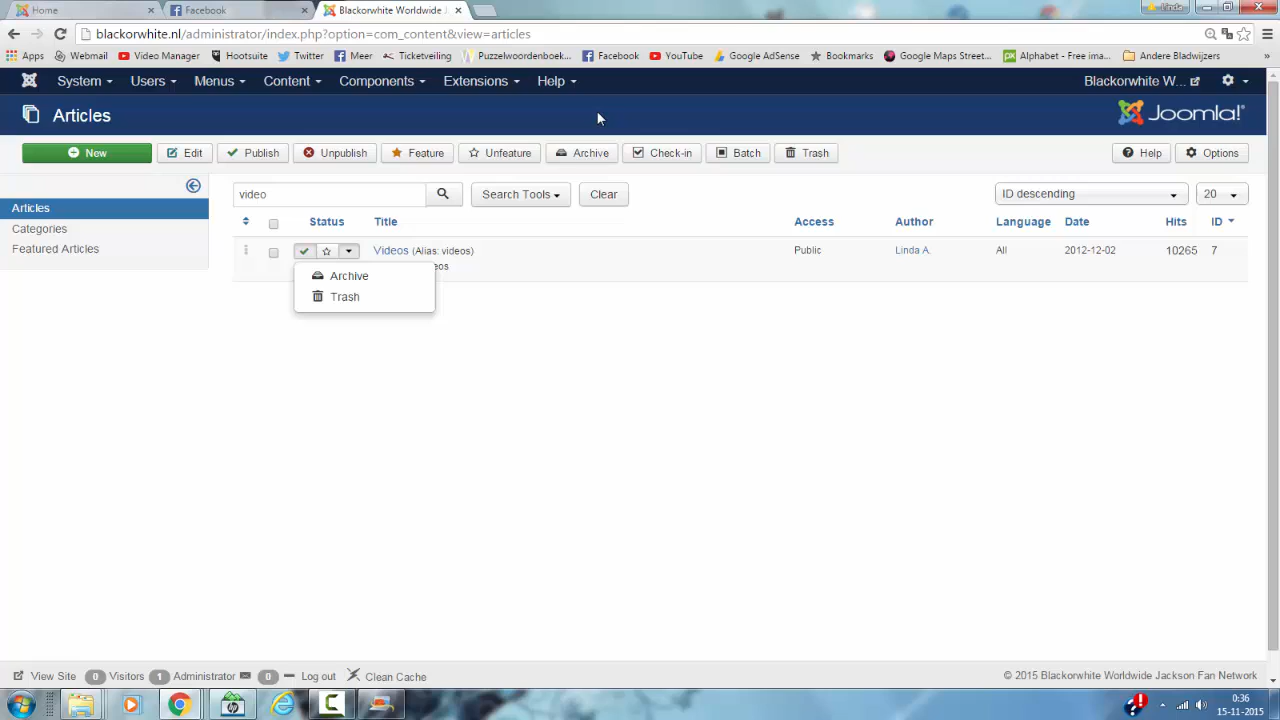 Home
Facebook
Blackorwhite Worldwide J
Linda
blackorwhite.nl/administrator/index.php?option=com_content&view=articles
Apps Webmail Video Manager Hootsuite Twitter Meer Ticketveiling Puzzelwoordenboek... Facebook YouTube Google AdSense Bookmarks Google Maps Street... Alphabet - Free ima... Andere Bladwijzers
System Users Menus Content Components Extensions Help Blackorwhite W...
Articles Joomla!
New Edit Publish Unpublish Feature Unfeature Archive Check-in Batch Trash Help Options
video Search Tools Clear ID descending 20
Articles
Categories
Featured Articles
Status Title Access Author Language Date Hits ID
Videos (Alias: videos) Public Linda A. All 2012-12-02 10265 7
eos
Archive
Trash
View Site 0 Visitors 1 Administrator 0 Log out Clean Cache © 2015 Blackorwhite Worldwide Jackson Fan Network
0:36
15-11-2015